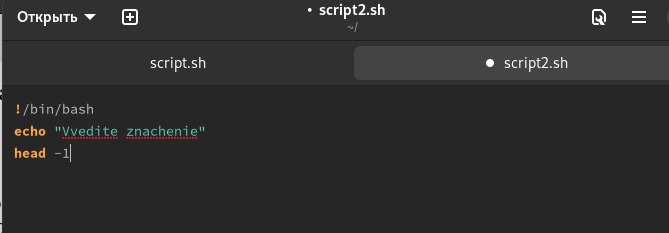 Открыть
• script2.sh
~/
script.sh
• script2.sh
!/bin/bash
echo "Vvedite znachenie"
head -1